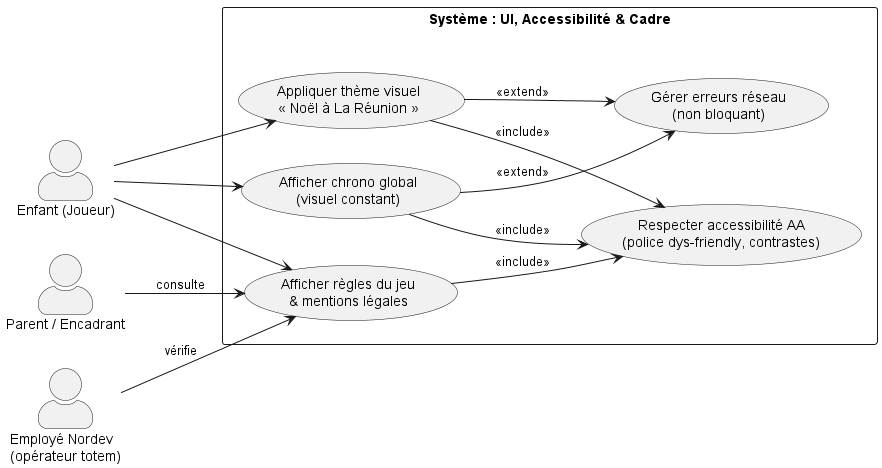 Système : UI, Accessibilité & Cadre
Appliquer thème visuel
« Noël à La Réunion »
«extend»
Gérer erreurs réseau
(non bloquant)
«include»
Enfant (Joueur)
Afficher chrono global
(visuel constant)
«extend»
«include»
Respecter accessibilité AA
(police dys-friendly, contrastes)
«include»
Afficher règles du jeu
& mentions légales
consulte
Parent / Encadrant
vérifie
Employé Nordev
(opérateur totem)